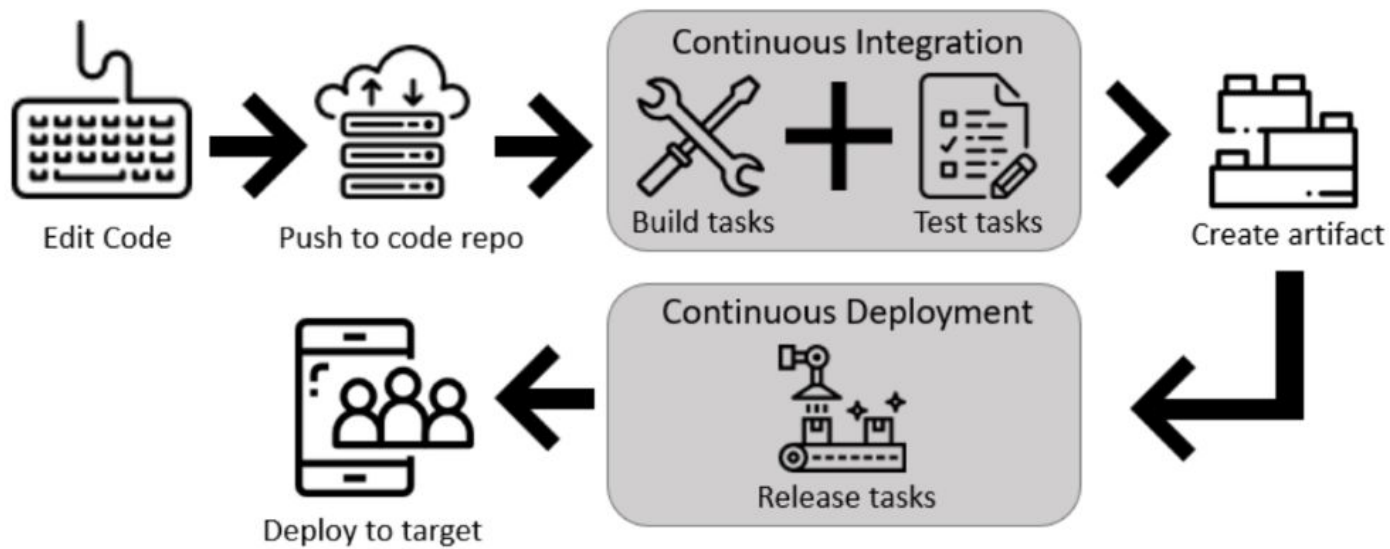 Continuous Integration
Edit Code
Push to code repo
Build tasks
Test tasks
Create artifact
Continuous Deployment
Release tasks
Deploy to target